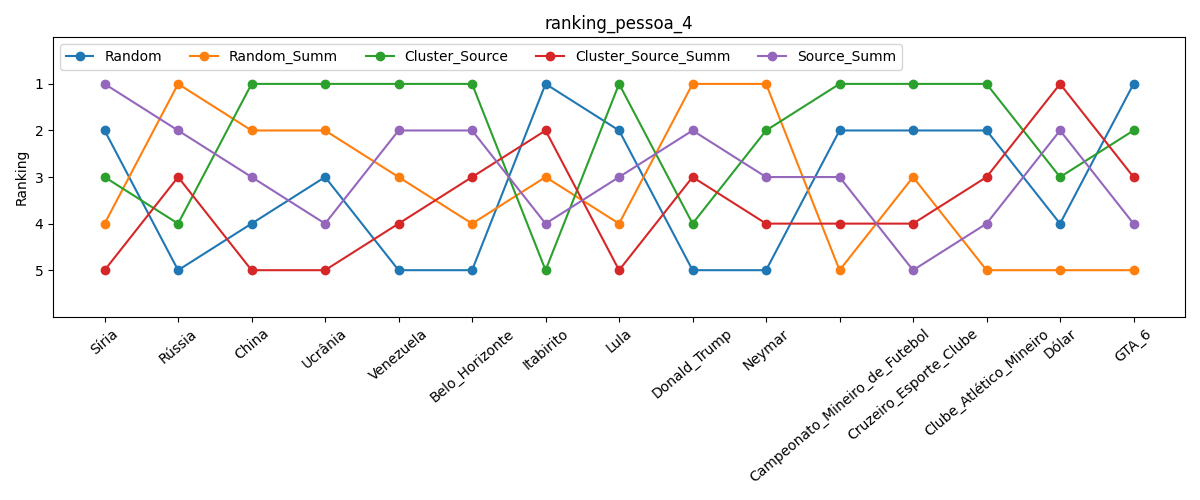 ranking_pessoa_4
Random
Random_Summ
Cluster_Source
Cluster_Source_Summ
Source_Summ
Ranking
1
2
3
4
5
Síria
Rússia
China
Ucrânia
Venezuela
Belo_Horizonte
Itabirito
Lula
Donald_Trump
Neymar
Campeonato_Mineiro_de_Futebol
Cruzeiro_Esporte_Clube
Clube_Atlético_Mineiro
Dólar
GTA_6